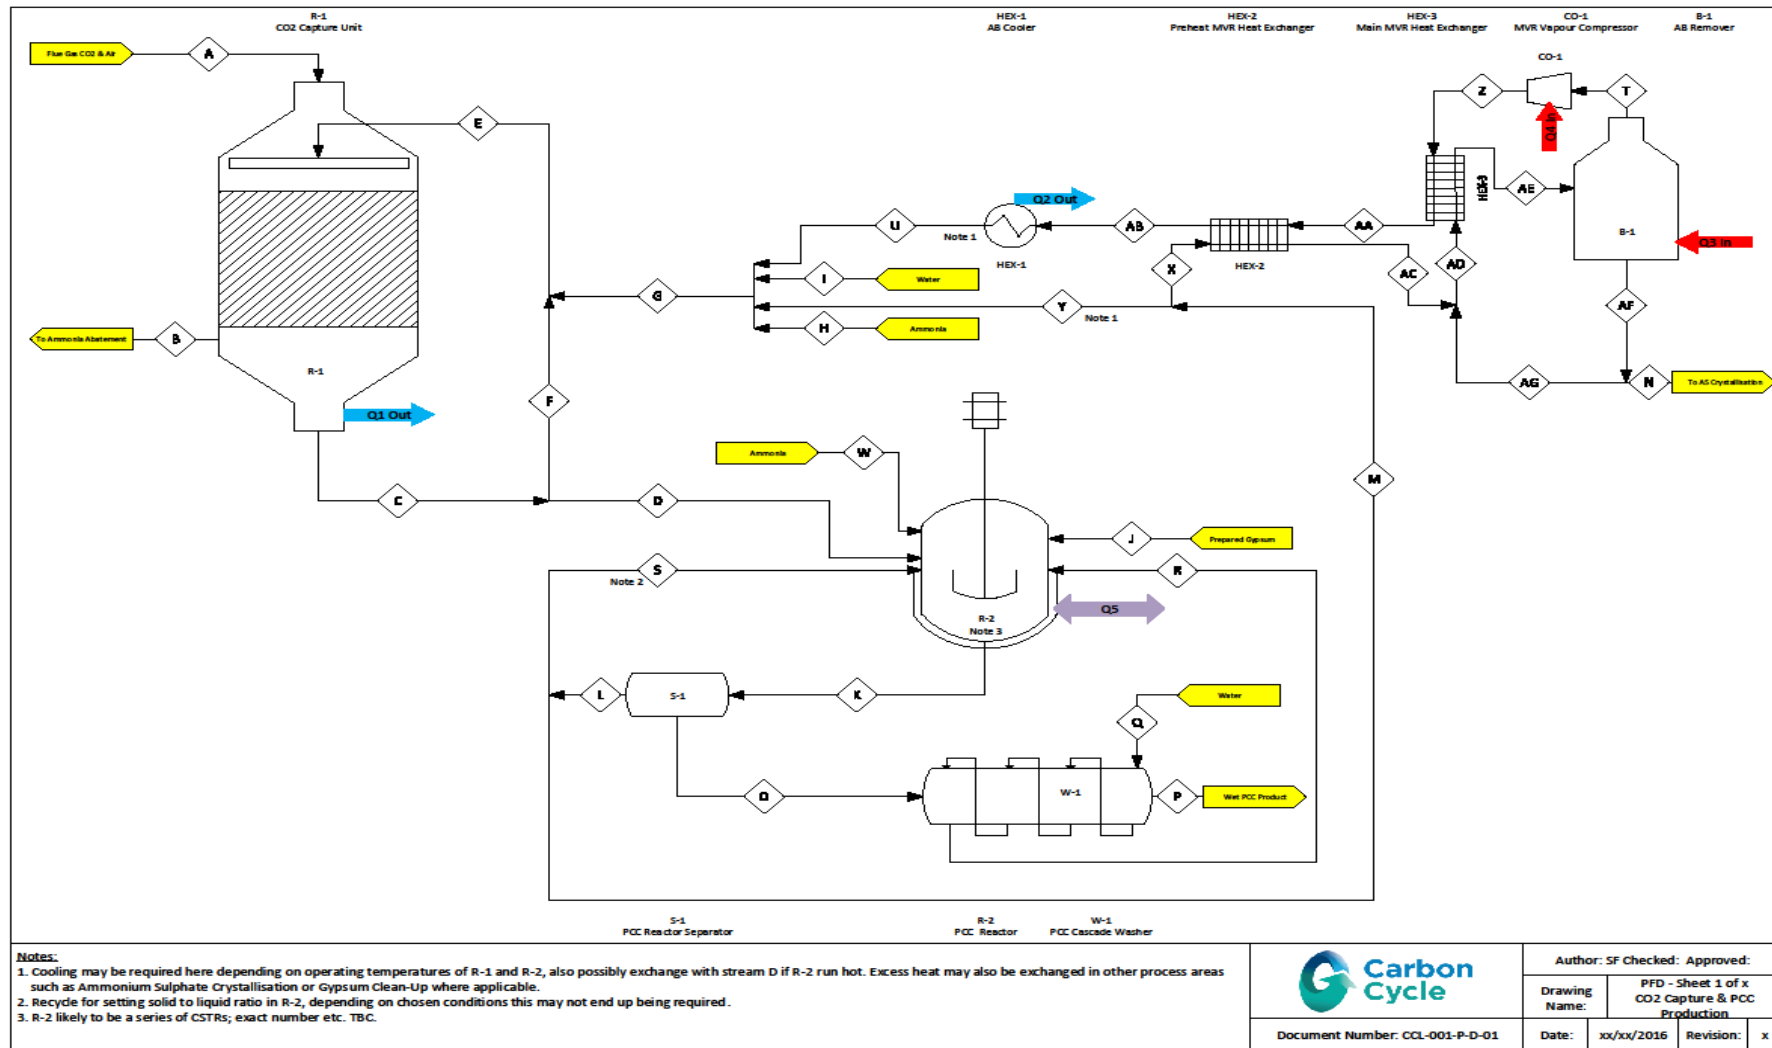 R-1
CO2 Capture Unit
HEX-1
AB Cooler
HEX-2
Preheat MVR Heat Exchanger
HEX-3
Main MVR Heat Exchanger
CO-1
MVR Vapour Compressor
B-1
AB Remover
Flue Gas CO2 & Air
A
CO-1
Z
T
Q4 In
E
HEX-3
AE
Q2 Out
U
AB
AA
B-1
Note 1
Q3 In
HEX-1
HEX-2
X
AC
AD
I
Water
G
Y
Note 1
AF
H
Ammonia
To Ammonia Abatement
B
R-1
AG
N
To AS Crystallisation
F
Q1 Out
Ammonia
W
M
C
D
J
Prepared Gypsum
S
Note 2
R
Q5
R-2
Note 3
L
S-1
K
Water
Q
O
W-1
P
Wet PCC Product
S-1
PCC Reactor Separator
R-2
PCC Reactor
W-1
PCC Cascade Washer
Notes:
1. Cooling may be required here depending on operating temperatures of R-1 and R-2, also possibly exchange with stream D if R-2 run hot. Excess heat may also be exchanged in other process areas
such as Ammonium Sulphate Crystallisation or Gypsum Clean-Up where applicable.
2. Recycle for setting solid to liquid ratio in R-2, depending on chosen conditions this may not end up being required.
3. R-2 likely to be a series of CSTRs; exact number etc. TBC.
Carbon
Cycle
Document Number: CCL-001-P-D-01
Author: SF Checked: Approved:
Drawing
Name:
PFD - Sheet 1 of x
CO2 Capture & PCC
Production
Date:
xx/xx/2016
Revision:
x